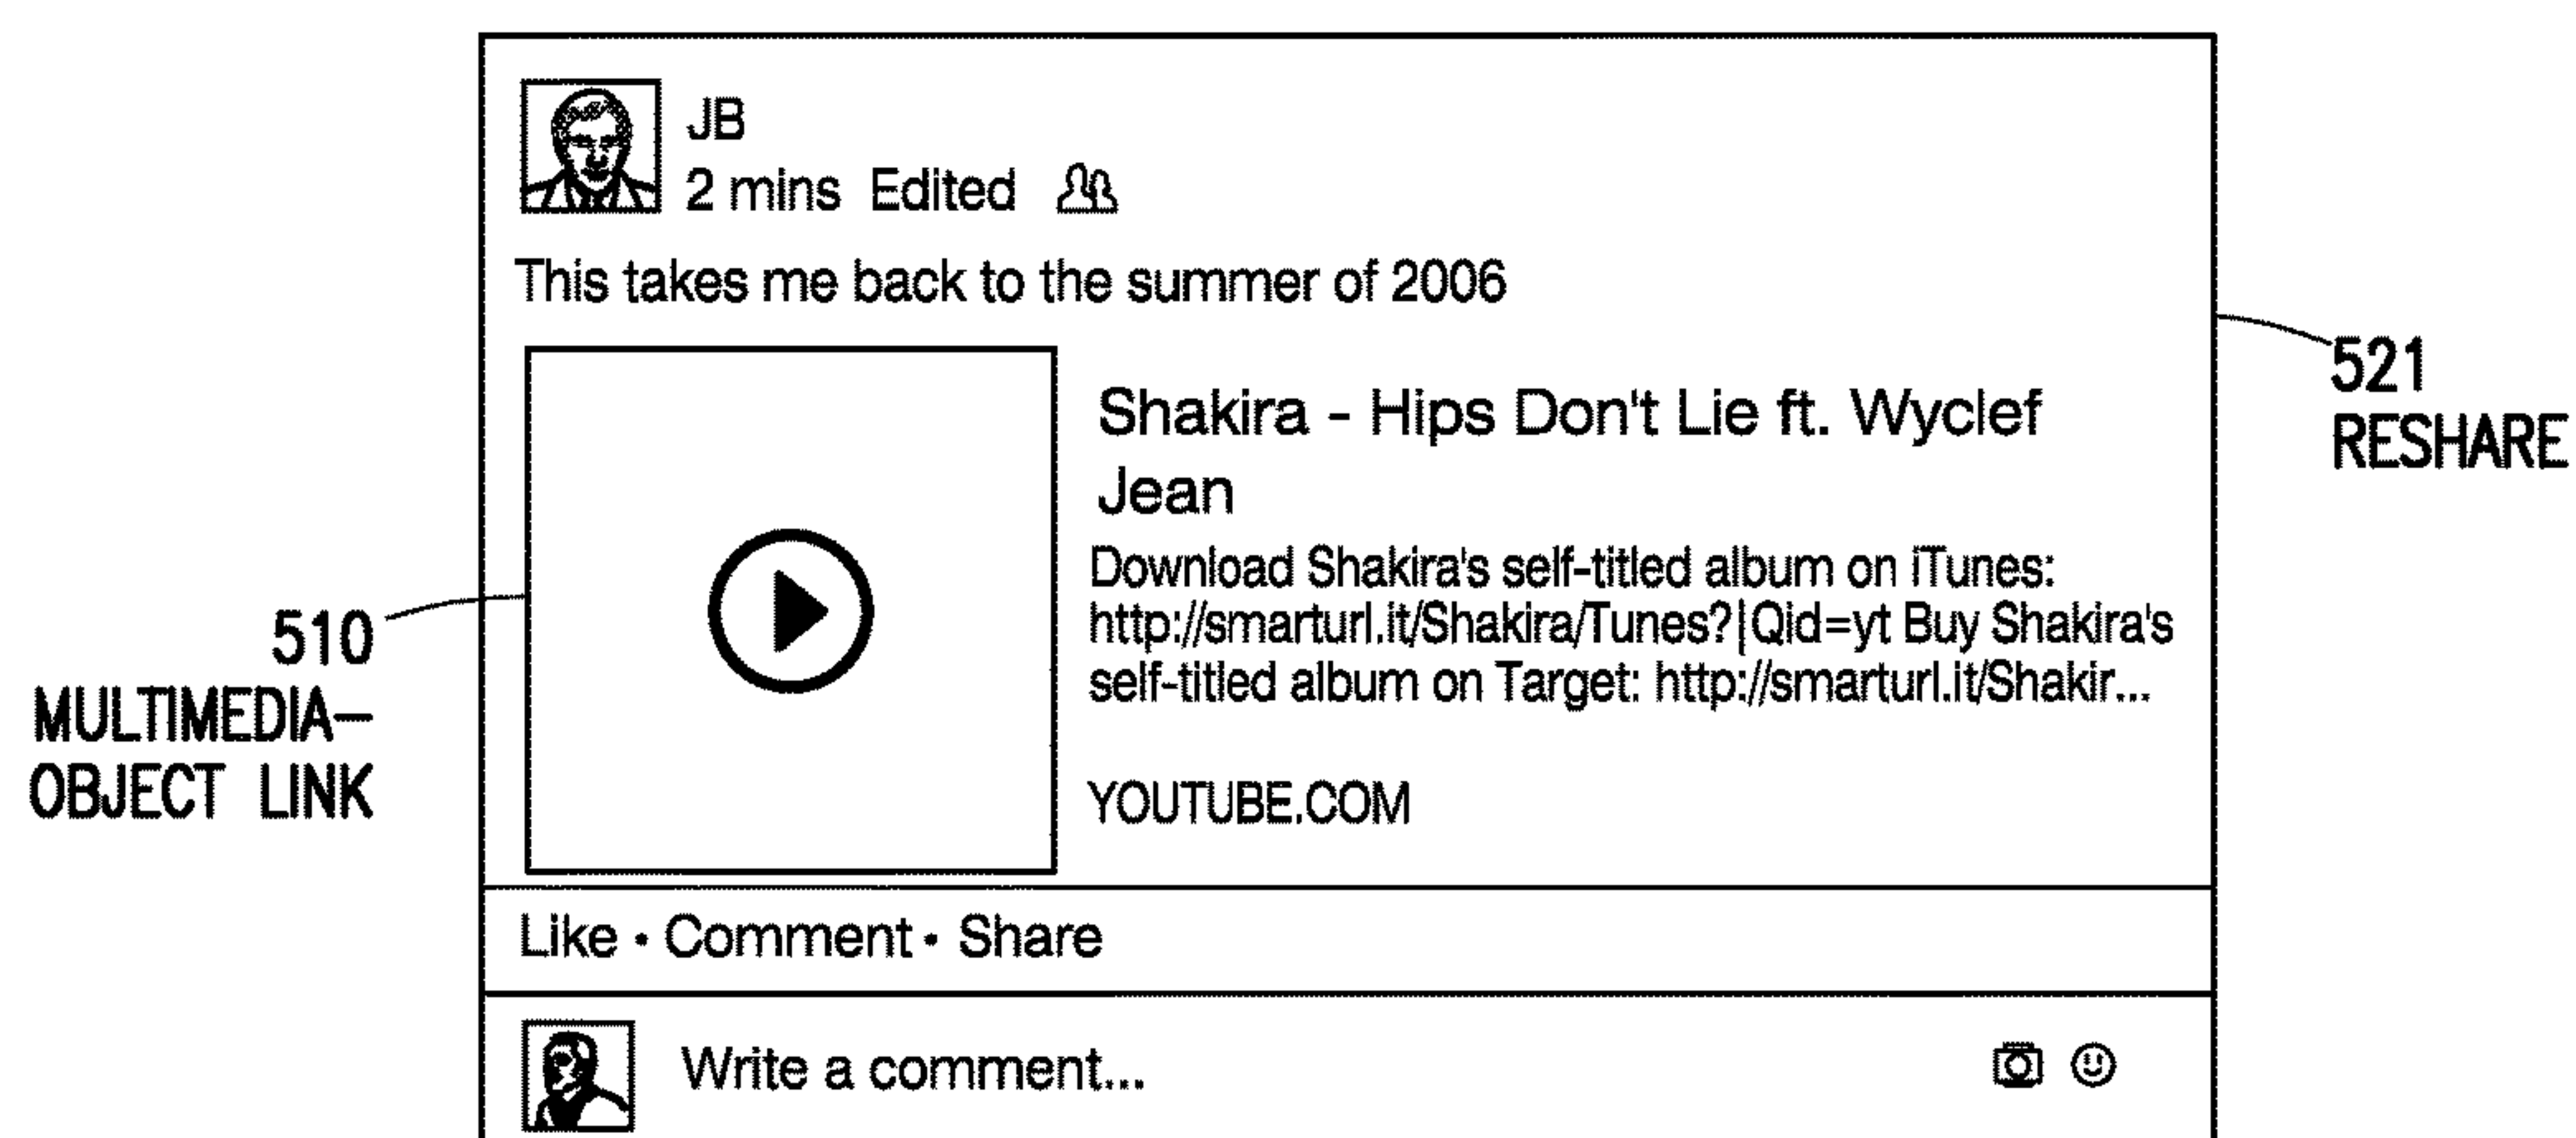 JB
2 mins Edited
This takes me back to the summer of 2006
521
RESHARE
Shakira - Hips Don't Lie ft. Wyclef
Jean
Download Shakira's self-titled album on iTunes:
http://smarturl.it/Shakira/Tunes?|Qid=yt Buy Shakira's
self-titled album on Target: http://smarturl.it/Shakir...
510
MULTIMEDIA-
OBJECT LINK
YOUTUBE.COM
Like · Comment · Share
Write a comment...